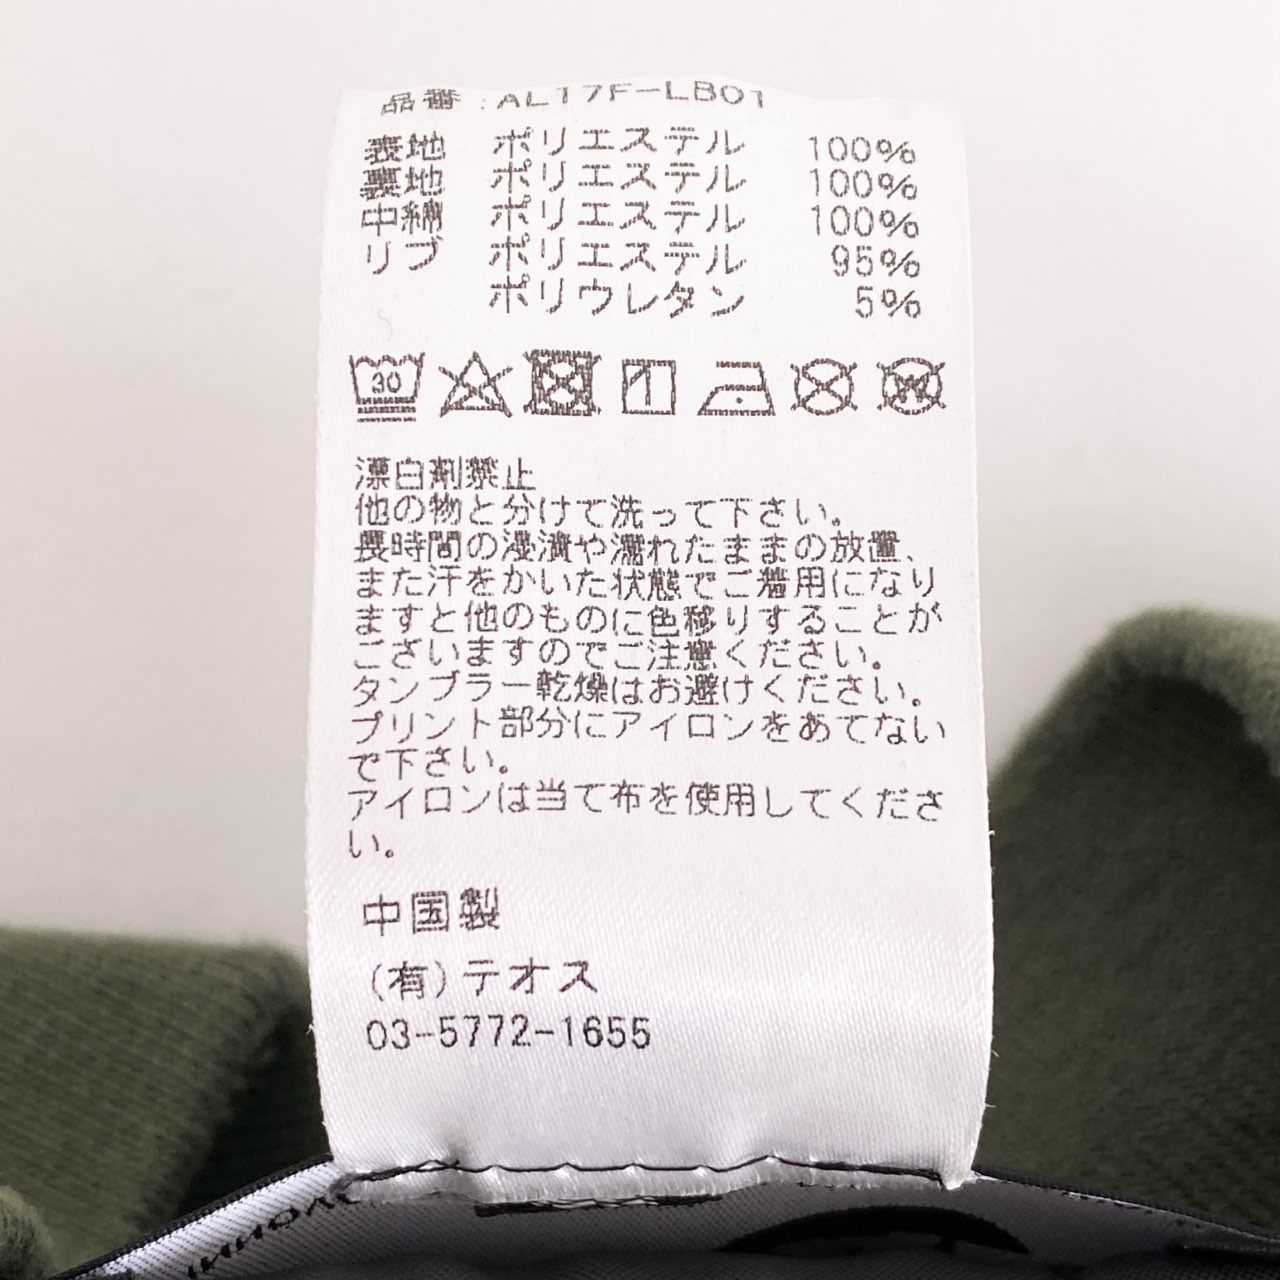 品番 :AL17F-LB01
表地 ポリエステル 100%
裏地 ポリエステル 100%
中綿 ポリエステル 100%
リブ ポリエステル 95%
ポリウレタン 5%
30 1 W
漂白剤禁止
他の物と分けて洗って下さい。
長時間の浸漬や濡れたままの放置、
また汗をかいた状態でご着用になり
ますと他のものに色移りすることが
ございますのでご注意ください。
タンブラー乾燥はお避けください。
プリント部分にアイロンをあてない
で下さい。
アイロンは当て布を使用してくださ
い。
中国製
(有)テオス
03-5772-1655